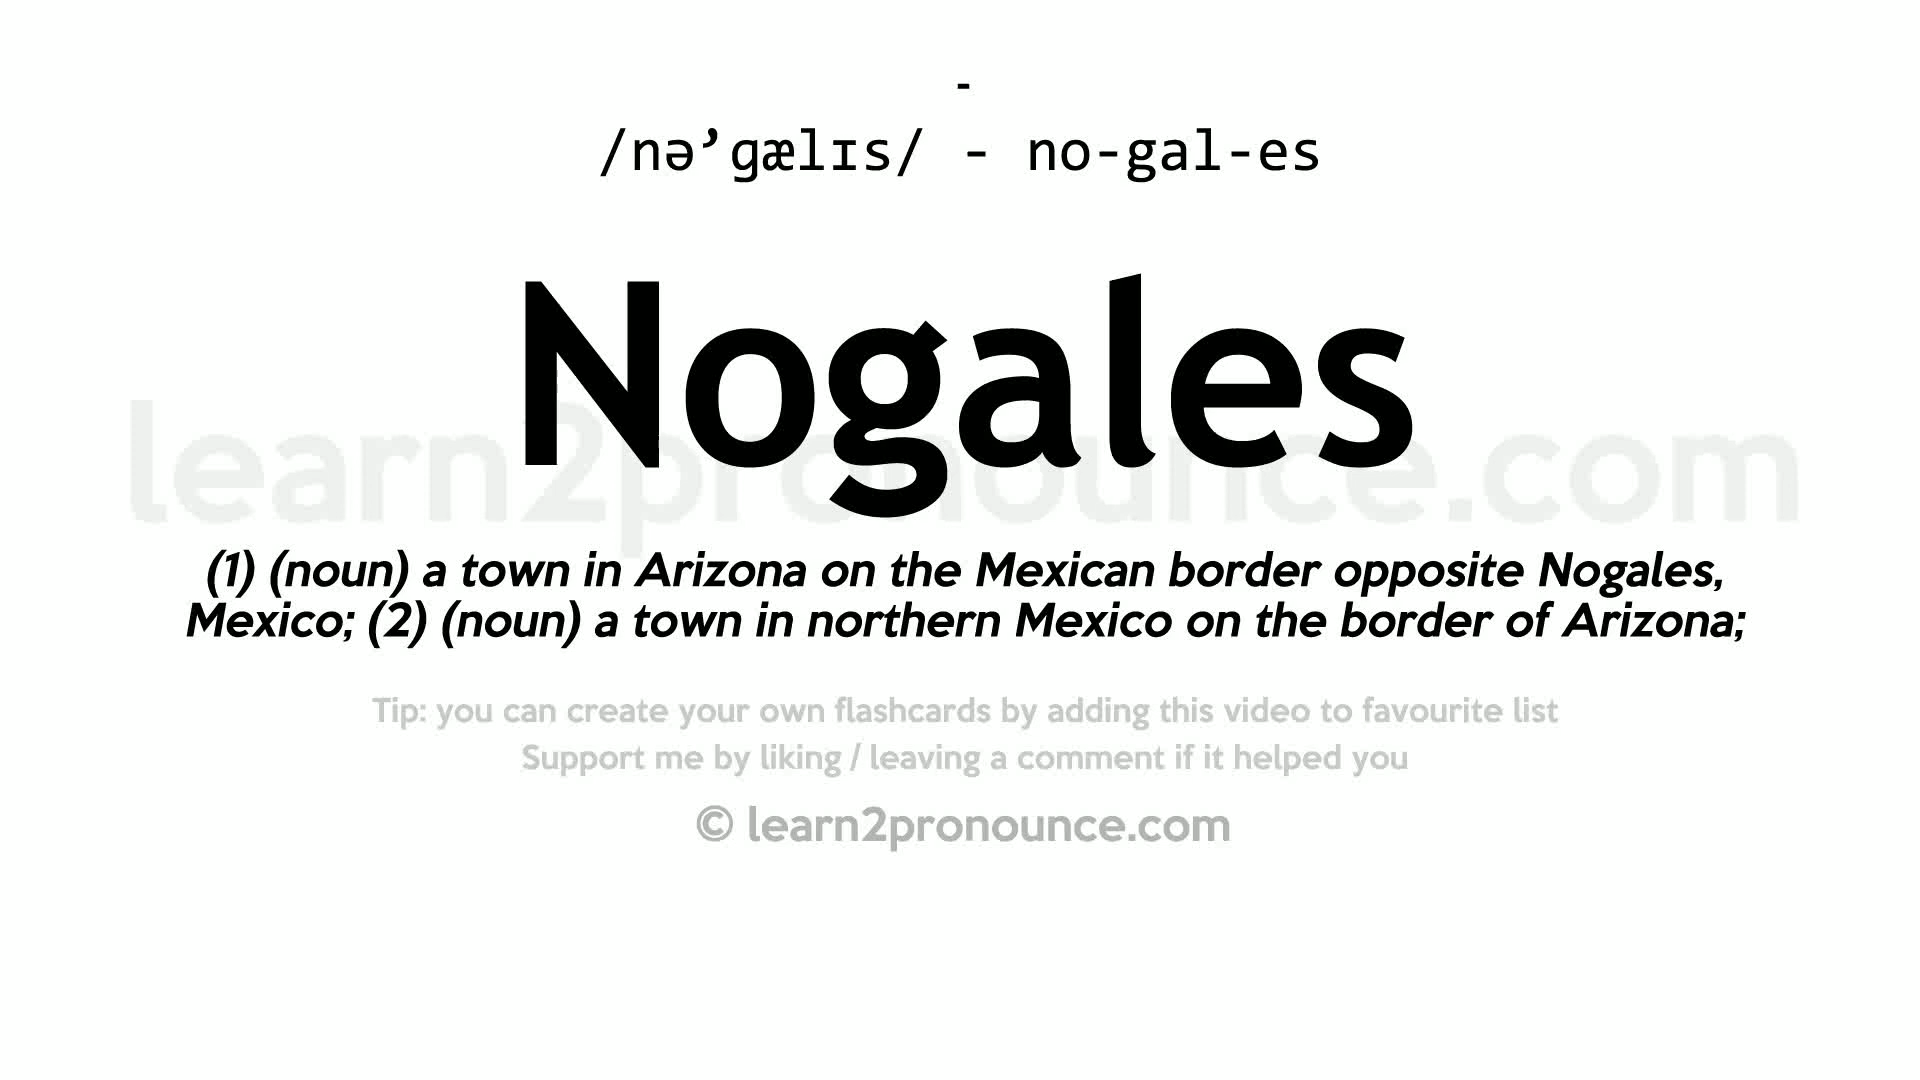 -
/nə’gælɪs/ - no-gal-es
Nogales
learn2pronounce.com
(1) (noun) a town in Arizona on the Mexican border opposite Nogales,
Mexico; (2) (noun) a town in northern Mexico on the border of Arizona;
Tip: you can create your own flashcards by adding this video to favourite list
Support me by liking / leaving a comment if it helped you
© learn2pronounce.com